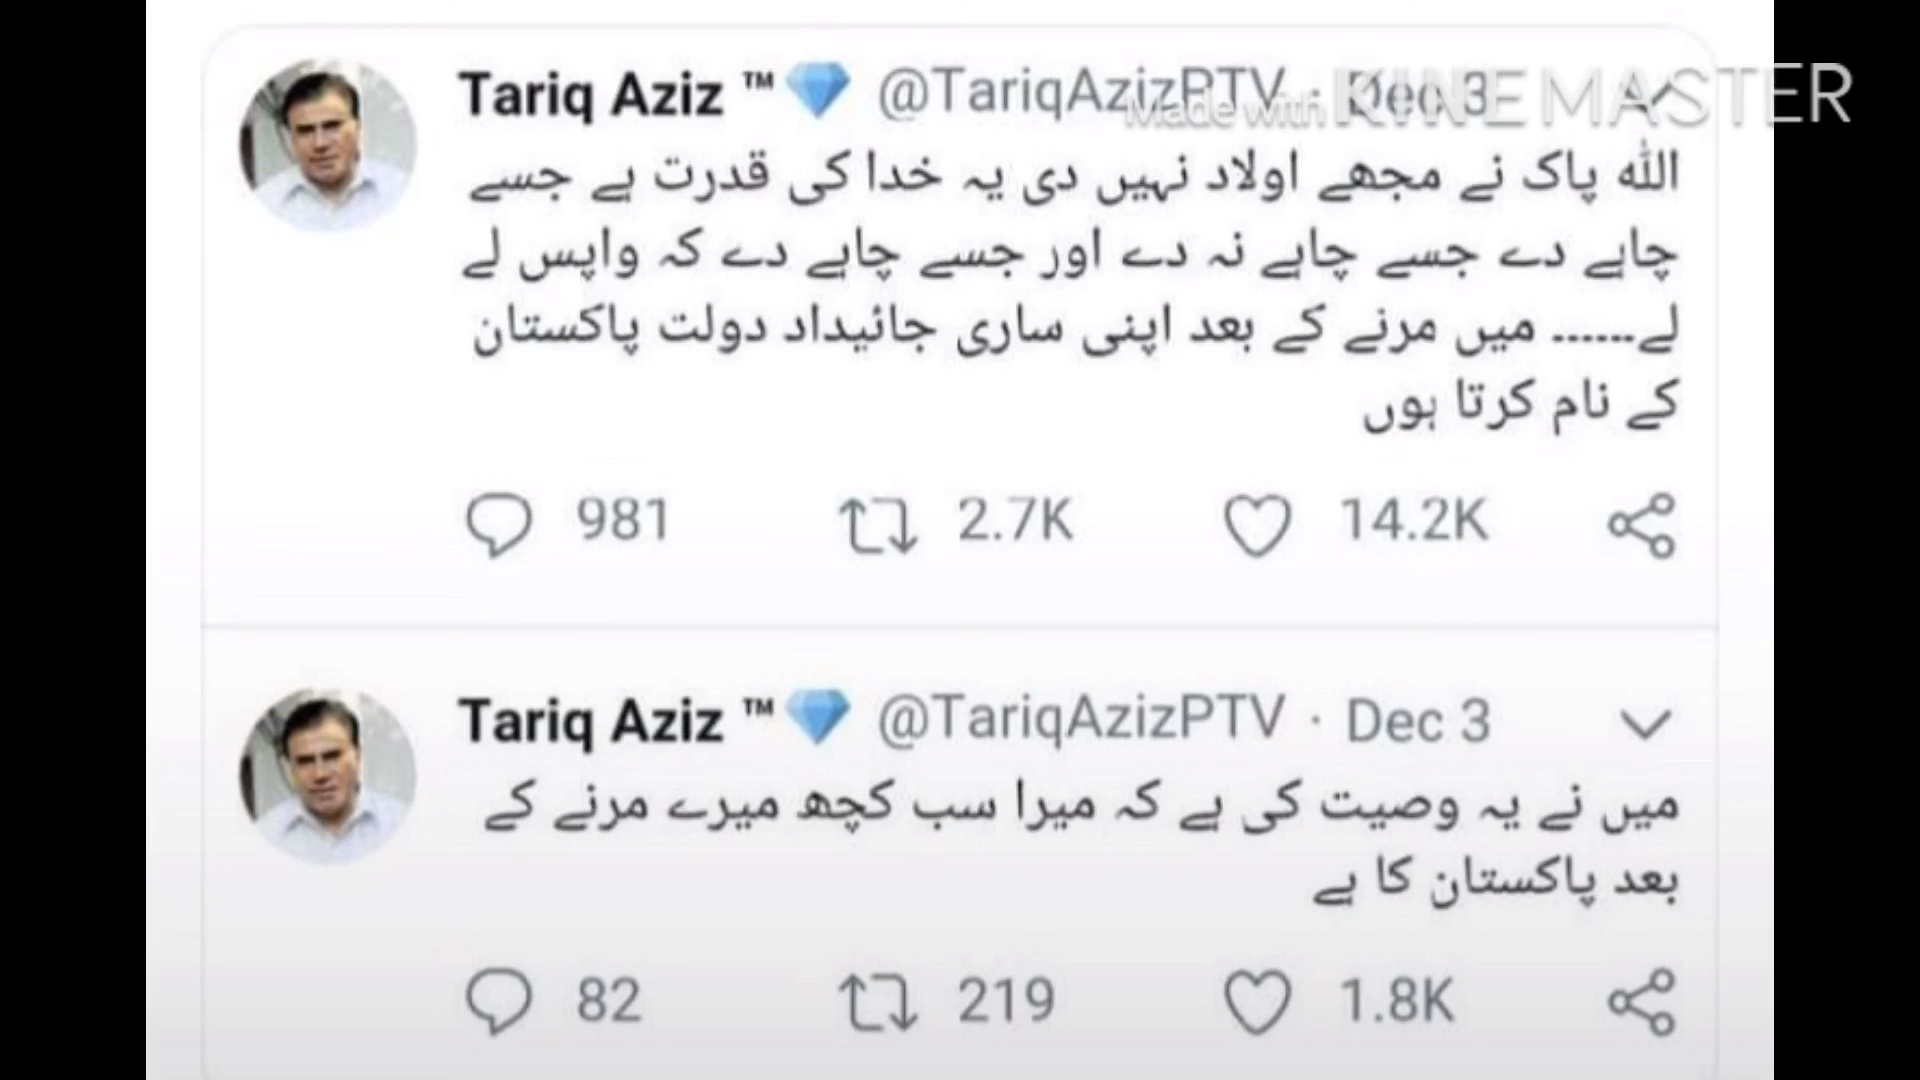 Tariq Aziz ™💎 @TariqAzizPTV · Dec 3
Made with KINEMASTER
اللہ پاک نے مجھے اولاد نہیں دی یہ خدا کی قدرت ہے جسے
چاہے دے جسے چاہے نہ دے اور جسے چاہے دے کہ واپس لے
لے...... میں مرنے کے بعد اپنی ساری جائیداد دولت پاکستان
کے نام کرتا ہوں
981 2.7K 14.2K
Tariq Aziz ™💎 @TariqAzizPTV · Dec 3
میں نے یہ وصیت کی ہے کہ میرا سب کچھ میرے مرنے کے
بعد پاکستان کا ہے
82 219 1.8K